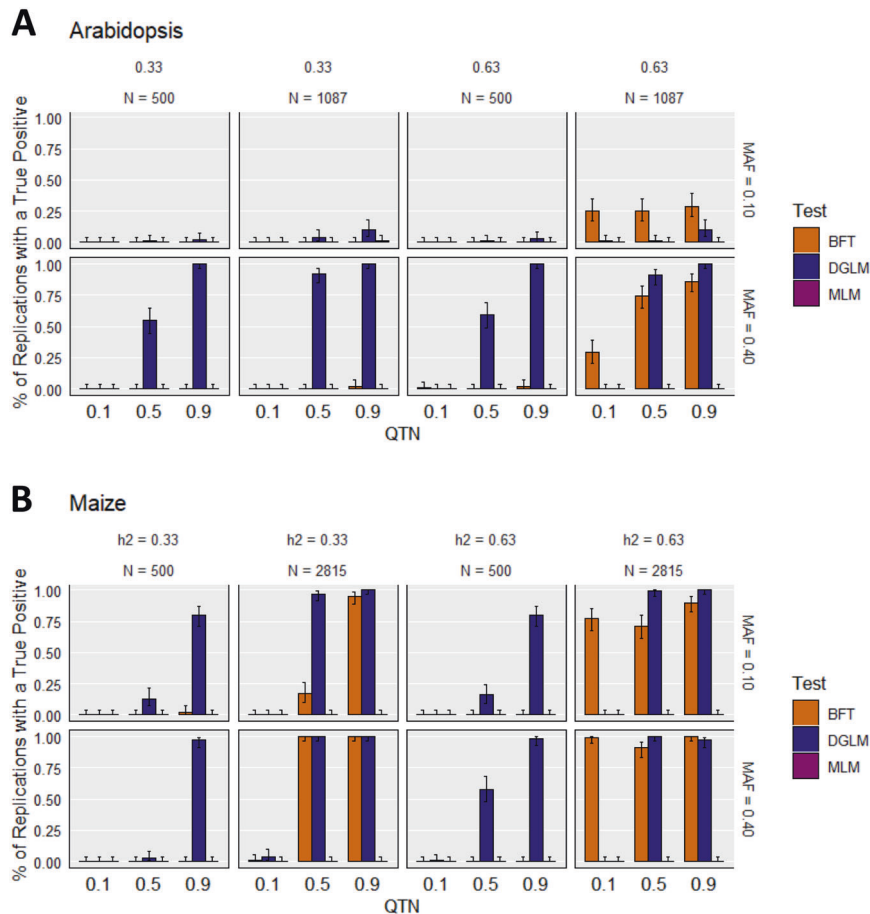 A Arabidopsis
0.33 0.33 0.63 0.63
N = 500 N = 1087 N = 500 N = 1087
% of Replications with a True Positive
1.00
0.75
0.50
0.25
0.00
MAF = 0.10
1.00
0.75
0.50
0.25
0.00
MAF = 0.40
0.1 0.5 0.9 0.1 0.5 0.9 0.1 0.5 0.9 0.1 0.5 0.9
QTN
Test
BFT
DGLM
MLM
B Maize
h2 = 0.33 h2 = 0.33 h2 = 0.63 h2 = 0.63
N = 500 N = 2815 N = 500 N = 2815
% of Replications with a True Positive
1.00
0.75
0.50
0.25
0.00
MAF = 0.10
1.00
0.75
0.50
0.25
0.00
MAF = 0.40
0.1 0.5 0.9 0.1 0.5 0.9 0.1 0.5 0.9 0.1 0.5 0.9
QTN
Test
BFT
DGLM
MLM